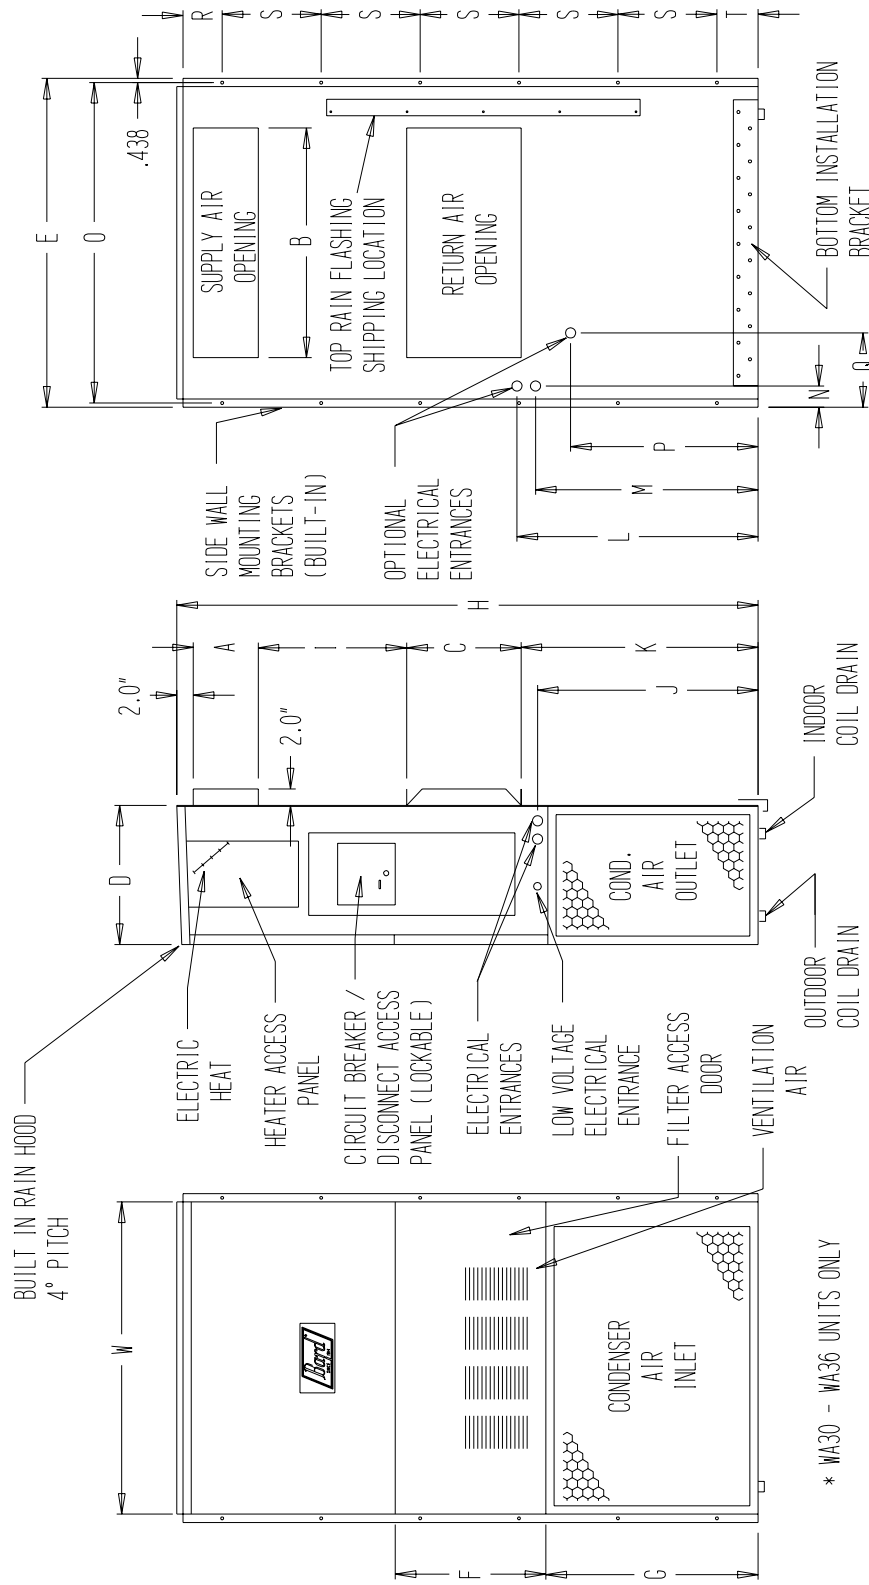 BUILT IN RAIN HOOD
4° PITCH
W
F
G
Bard
CONDENSER
AIR
INLET
* WA30 - WA36 UNITS ONLY
ELECTRIC
HEAT
HEATER ACCESS
PANEL
CIRCUIT BREAKER /
DISCONNECT ACCESS
PANEL (LOCKABLE)
ELECTRICAL
ENTRANCES
LOW VOLTAGE
ELECTRICAL
ENTRANCE
FILTER ACCESS
DOOR
VENTILATION
AIR
D
2.0"
A
2.0"
I
C
K
J
H
COND.
AIR
OUTLET
OUTDOOR
COIL DRAIN
INDOOR
COIL DRAIN
SIDE WALL
MOUNTING
BRACKETS
(BUILT-IN)
OPTIONAL
ELECTRICAL
ENTRANCES
L
M
P
N
Q
E
O
.438
SUPPLY AIR
OPENING
B
TOP RAIN FLASHING
SHIPPING LOCATION
RETURN AIR
OPENING
BOTTOM INSTALLATION
BRACKET
R
S
S
S
S
S
T